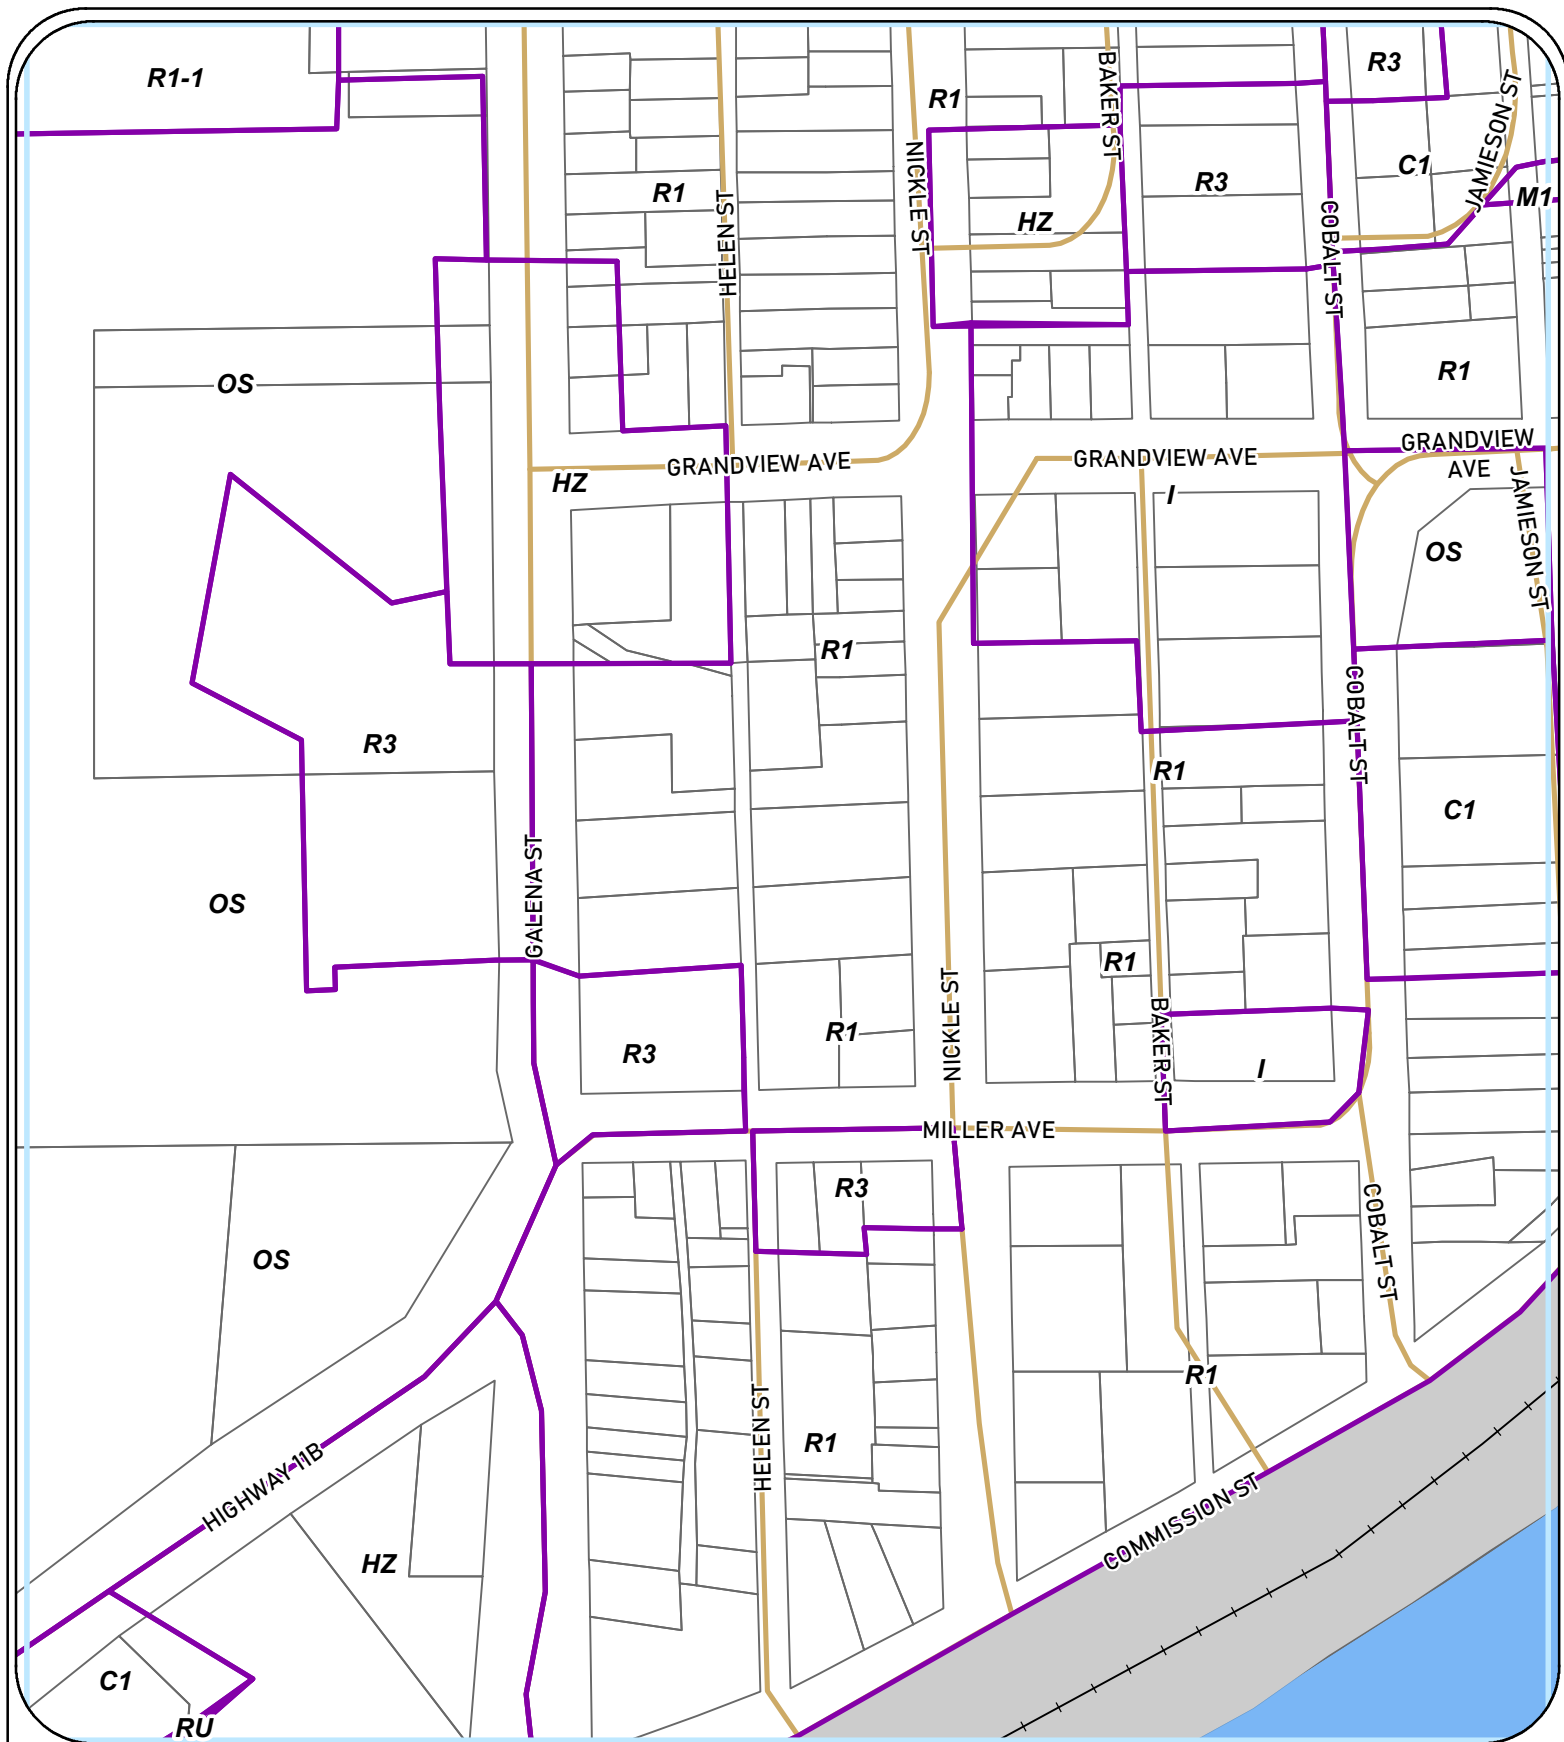 R3
R1-1
BAKER ST
R1
JAMIESON ST
NICKLE ST
C1
R3
R1
M1
HELEN ST
HZ
COBALT ST
R1
OS
GRANDVIEW
AVE
GRANDVIEW AVE
GRANDVIEW AVE
HZ
I
JAMIESON ST
OS
R1
R3
COBALT ST
R1
C1
GALENA ST
OS
R1
NICKLE ST
BAKER ST
R1
R3
I
MILLER AVE
R3
COBALT ST
OS
R1
HELEN ST
R1
HIGHWAY 11B
COMMISSION ST
HZ
C1
RU